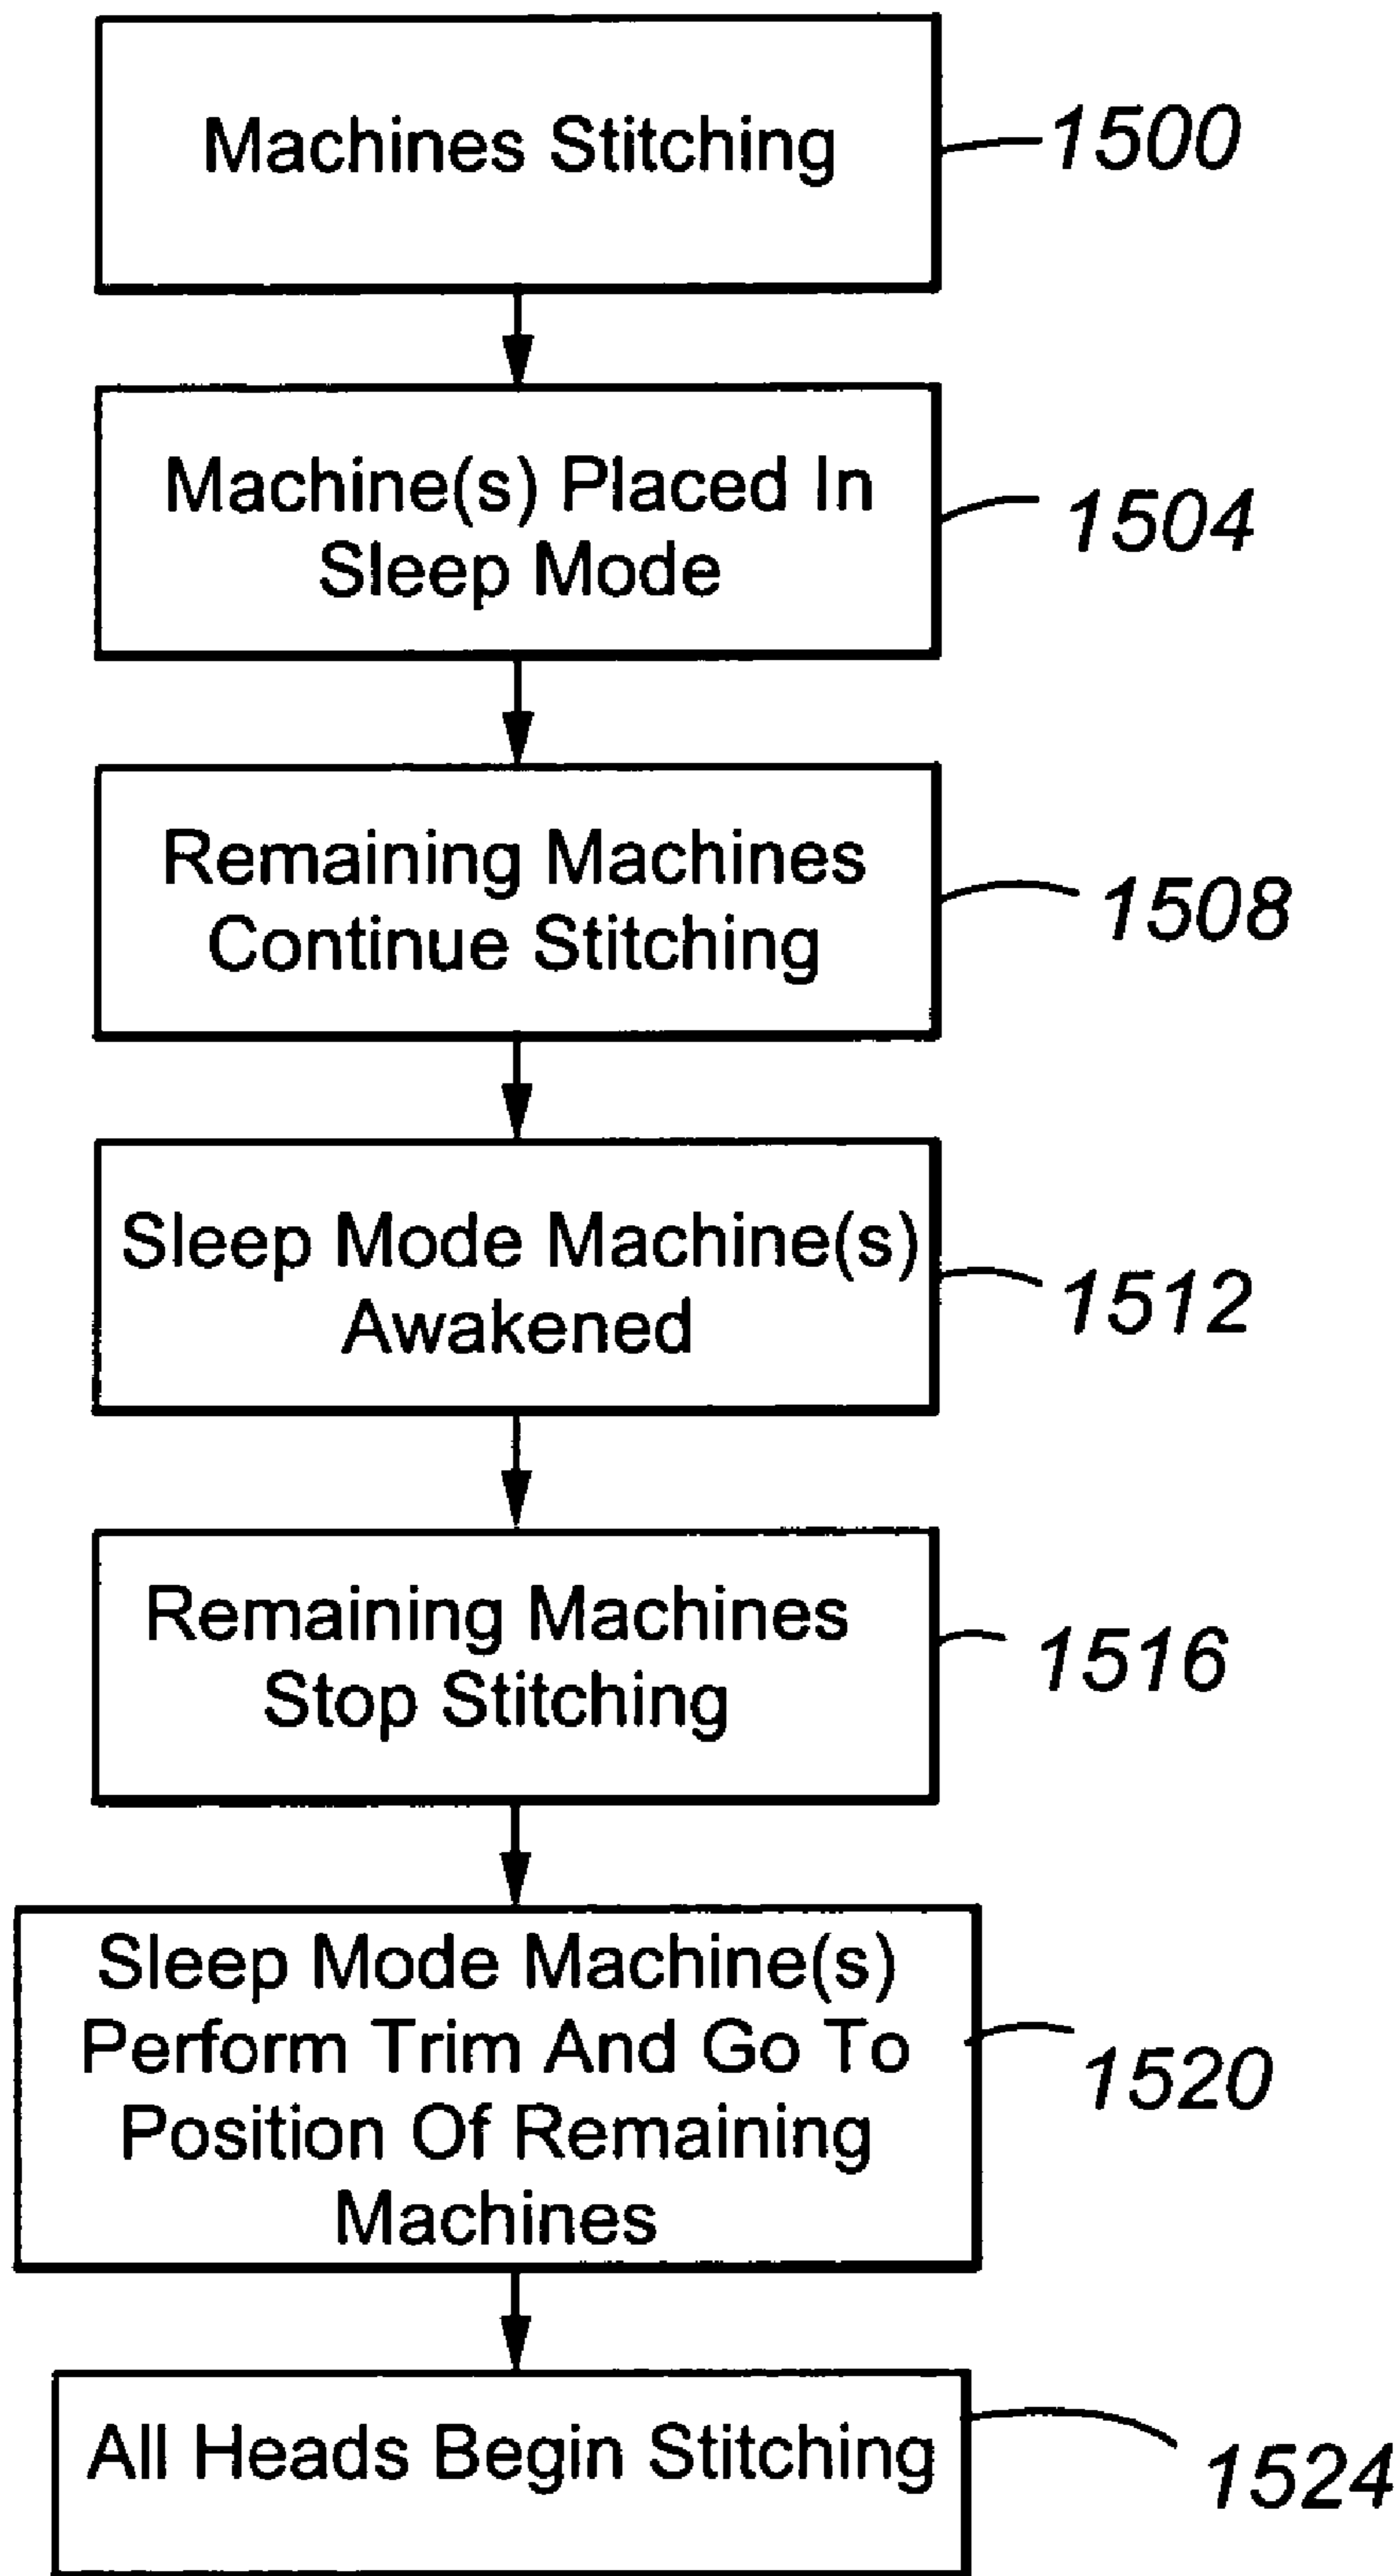 Machines Stitching
1500
Machine(s) Placed In
Sleep Mode
1504
Remaining Machines
Continue Stitching
1508
Sleep Mode Machine(s)
Awakened
1512
Remaining Machines
Stop Stitching
1516
Sleep Mode Machine(s)
Perform Trim And Go To
Position Of Remaining
Machines
1520
All Heads Begin Stitching
1524